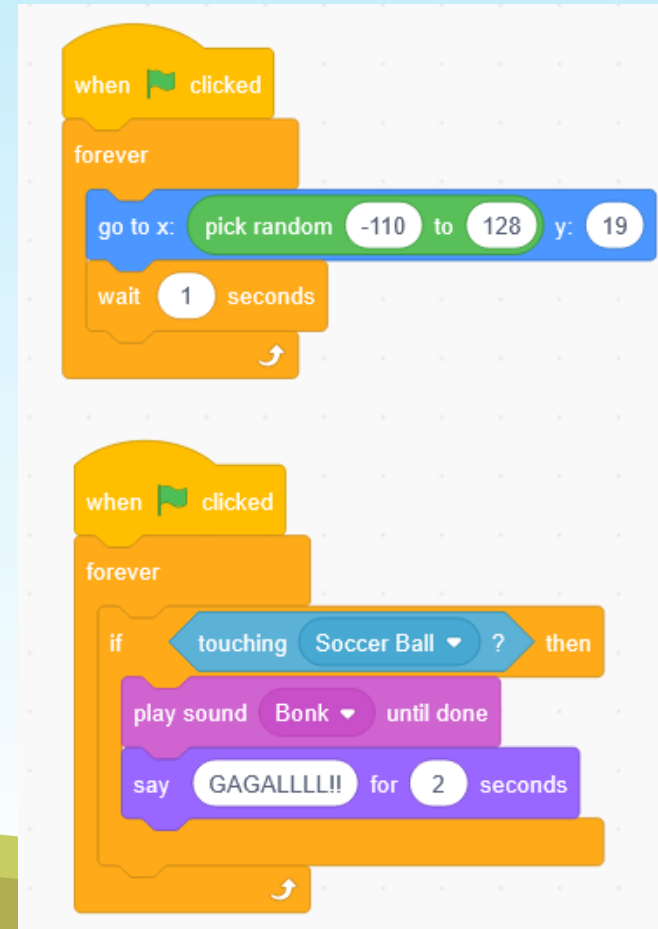 when clicked
forever
go to x: pick random -110 to 128 y: 19
wait 1 seconds
when clicked
forever
if touching Soccer Ball ? then
play sound Bonk until done
say GAGALLLL!! for 2 seconds